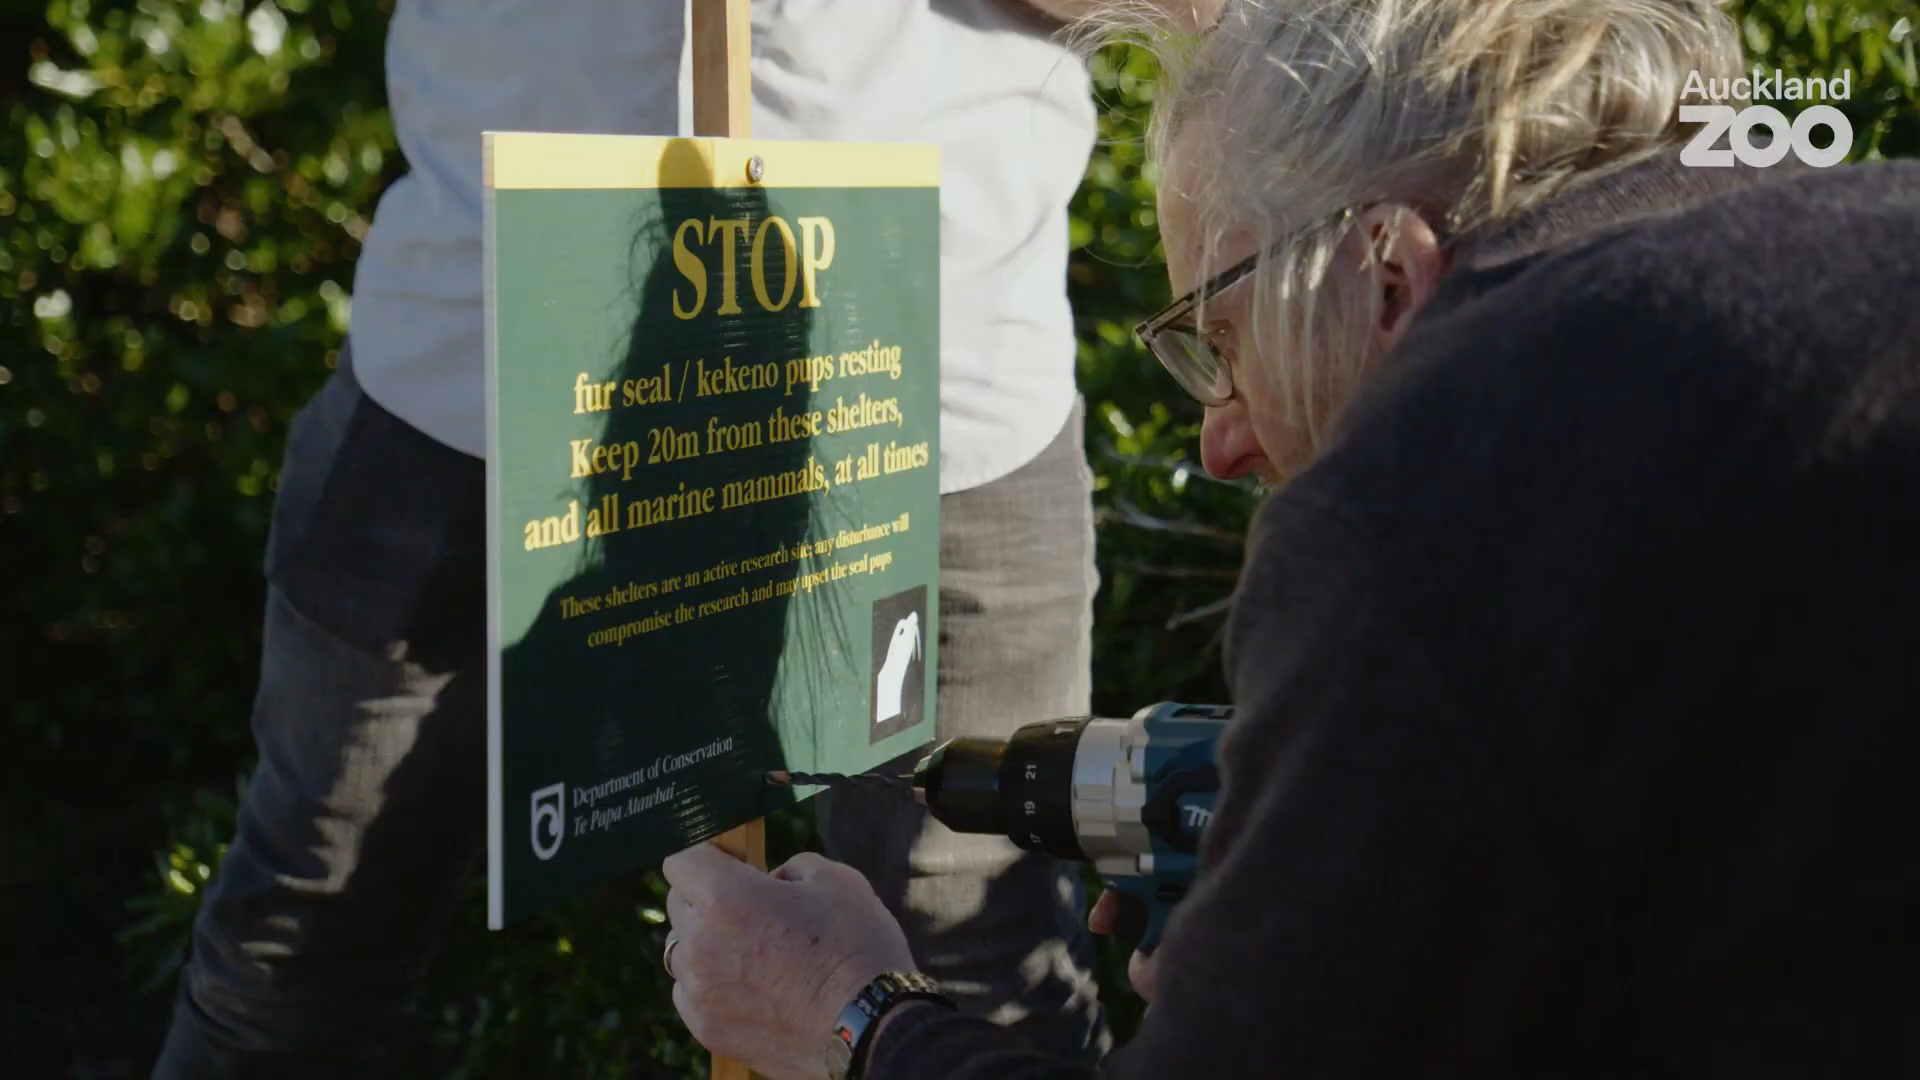 Auckland
ZOO
STOP
fur seal / kekeno pups resting
Keep 20m from these shelters,
and all marine mammals, at all times
These shelters are an active research site; any disturbance will
compromise the research and may upset the seal pups
Department of Conservation
Te Papa Atawhai
21
19
17